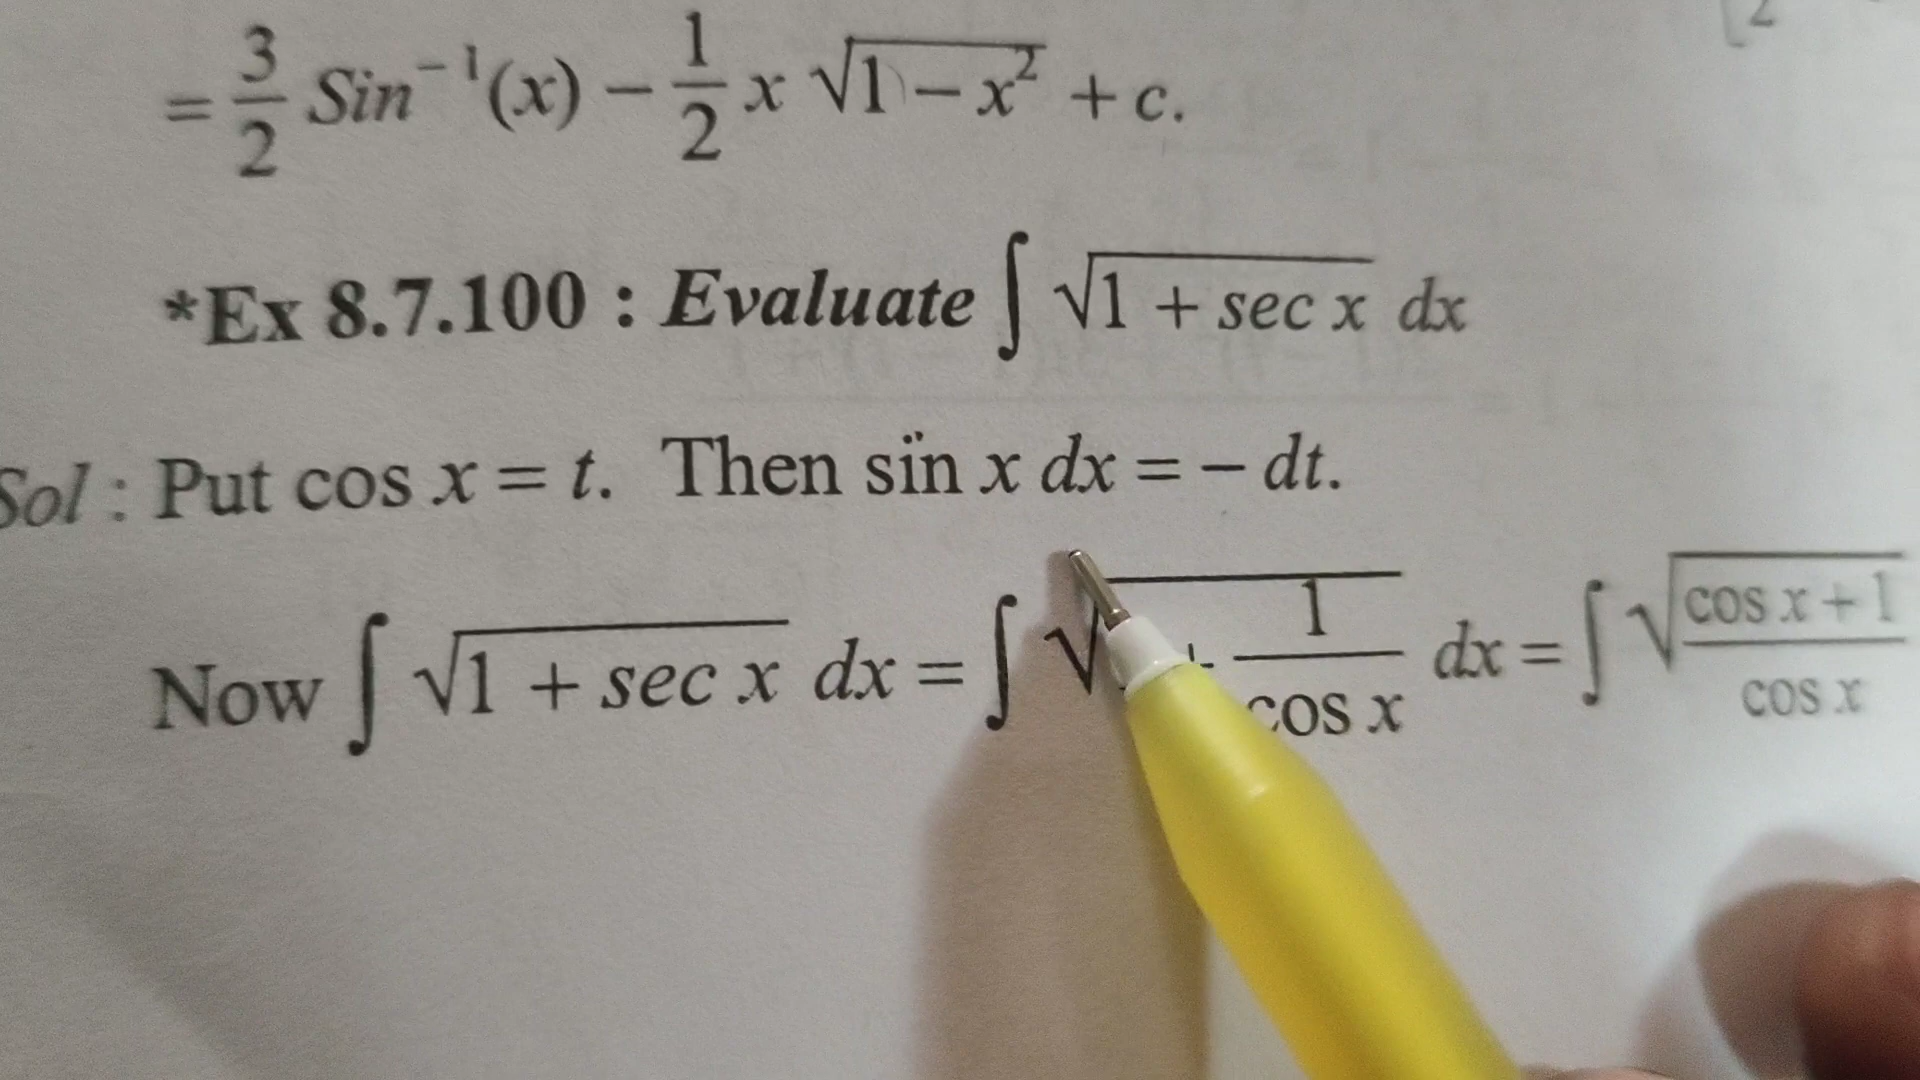 2
= 3/2 Sin⁻¹(x) − 1/2 x √(1 − x²) + c.
*Ex 8.7.100 : Evaluate ∫ √(1 + sec x) dx
Sol : Put cos x = t. Then sin x dx = − dt.
Now ∫ √(1 + sec x) dx = ∫ √( + 1/cos x) dx = ∫ √((cos x + 1)/cos x)